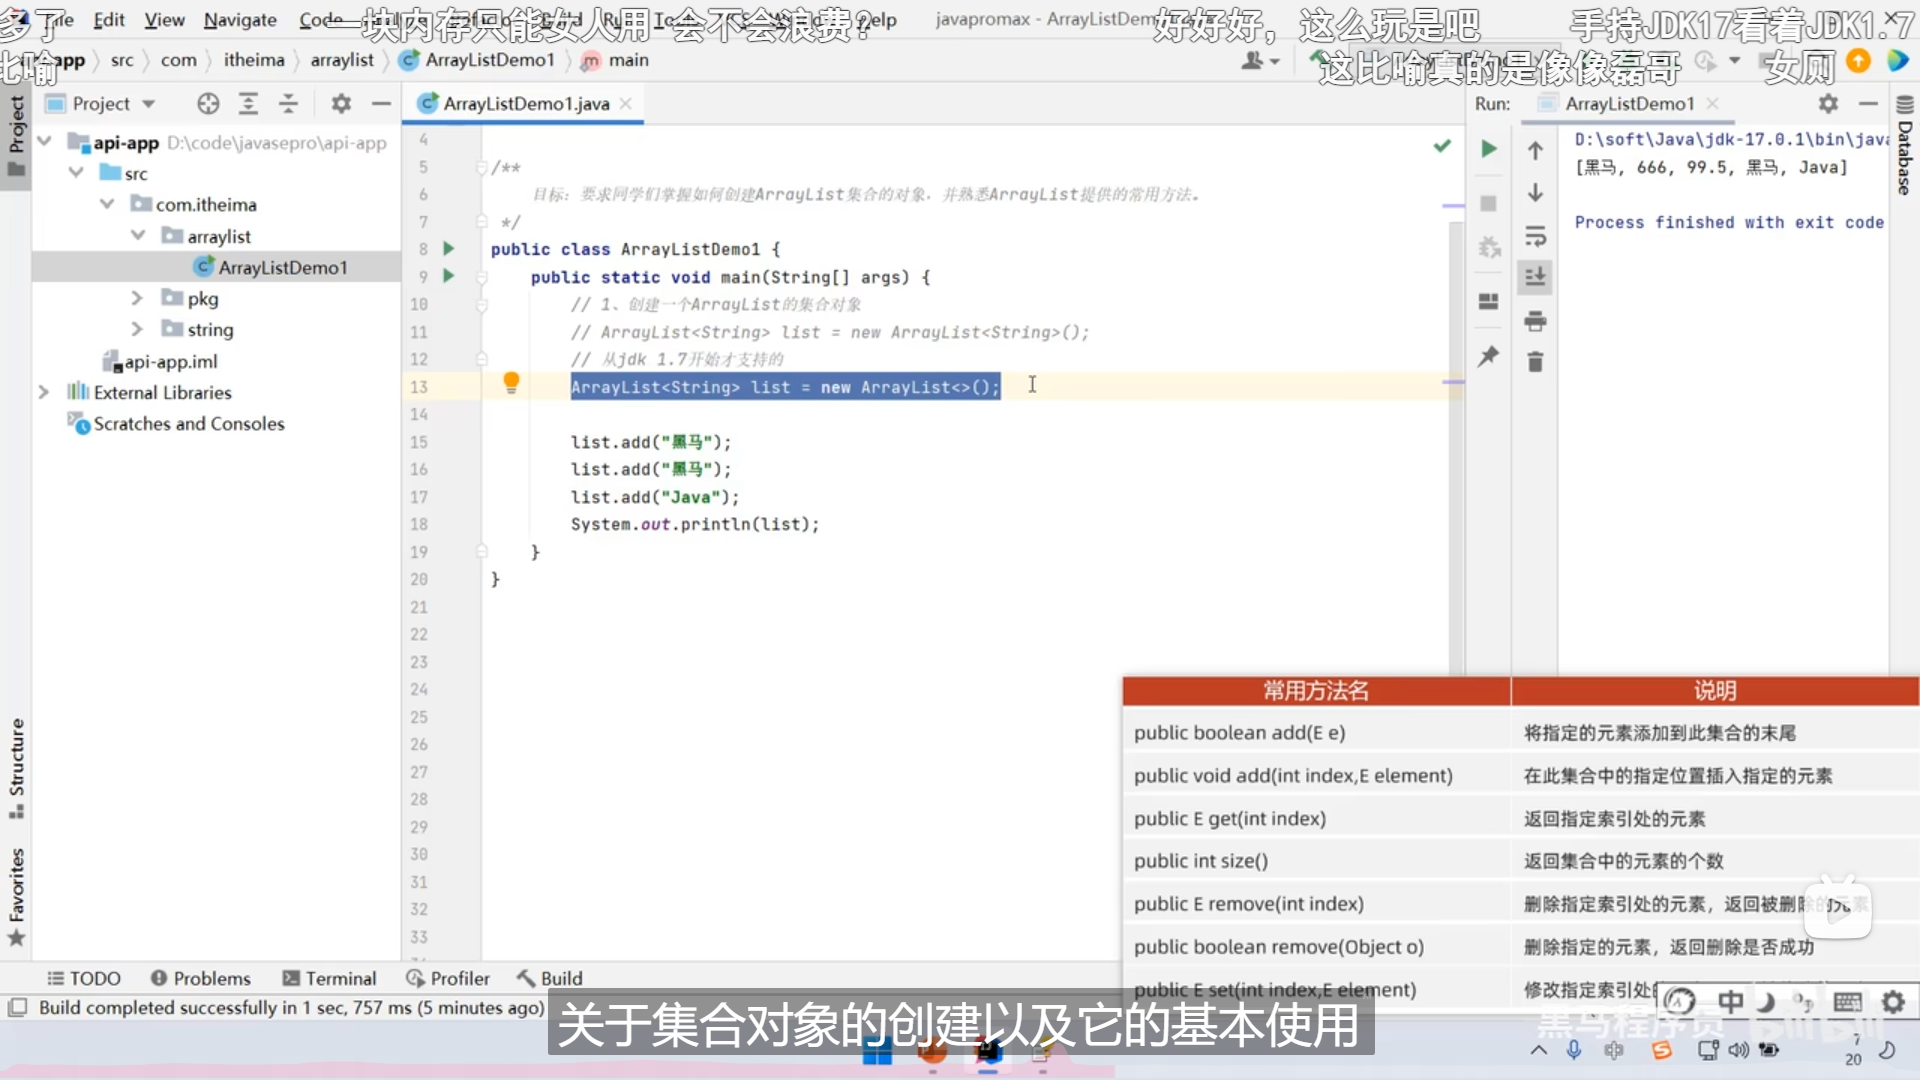 多了
一块内存只能女人用 会不会浪费?
好好好，这么玩是吧
手持JDK17看着JDK1.7
比喻
这比喻真的是像像磊哥
女厕
Edit View Navigate
javapromax - ArrayListDemo1
src com itheima arraylist ArrayListDemo1 main
Project
ArrayListDemo1.java
Run: ArrayListDemo1
Project
Database
Structure
Favorites
api-app D:\code\javasepro\api-app
src
com.itheima
arraylist
ArrayListDemo1
pkg
string
api-app.iml
External Libraries
Scratches and Consoles
4
5 /**
6 目标：要求同学们掌握如何创建ArrayList集合的对象，并熟悉ArrayList提供的常用方法。
7 */
8 public class ArrayListDemo1 {
9 public static void main(String[] args) {
10 // 1、创建一个ArrayList的集合对象
11 // ArrayList<String> list = new ArrayList<String>();
12 // 从jdk 1.7开始才支持的
13 ArrayList<String> list = new ArrayList<>();
14
15 list.add("黑马");
16 list.add("黑马");
17 list.add("Java");
18 System.out.println(list);
19 }
20 }
21
22
23
24
25
26
27
28
29
30
31
32
33
D:\soft\Java\jdk-17.0.1\bin\java
[黑马, 666, 99.5, 黑马, Java]
Process finished with exit code
常用方法名 说明
public boolean add(E e) 将指定的元素添加到此集合的末尾
public void add(int index,E element) 在此集合中的指定位置插入指定的元素
public E get(int index) 返回指定索引处的元素
public int size() 返回集合中的元素的个数
public E remove(int index) 删除指定索引处的元素，返回被删除的元素
public boolean remove(Object o) 删除指定的元素，返回删除是否成功
public E set(int index,E element) 修改指定索引处
TODO Problems Terminal Profiler Build
Build completed successfully in 1 sec, 757 ms (5 minutes ago)
关于集合对象的创建以及它的基本使用
中
黑马程序员
7
20